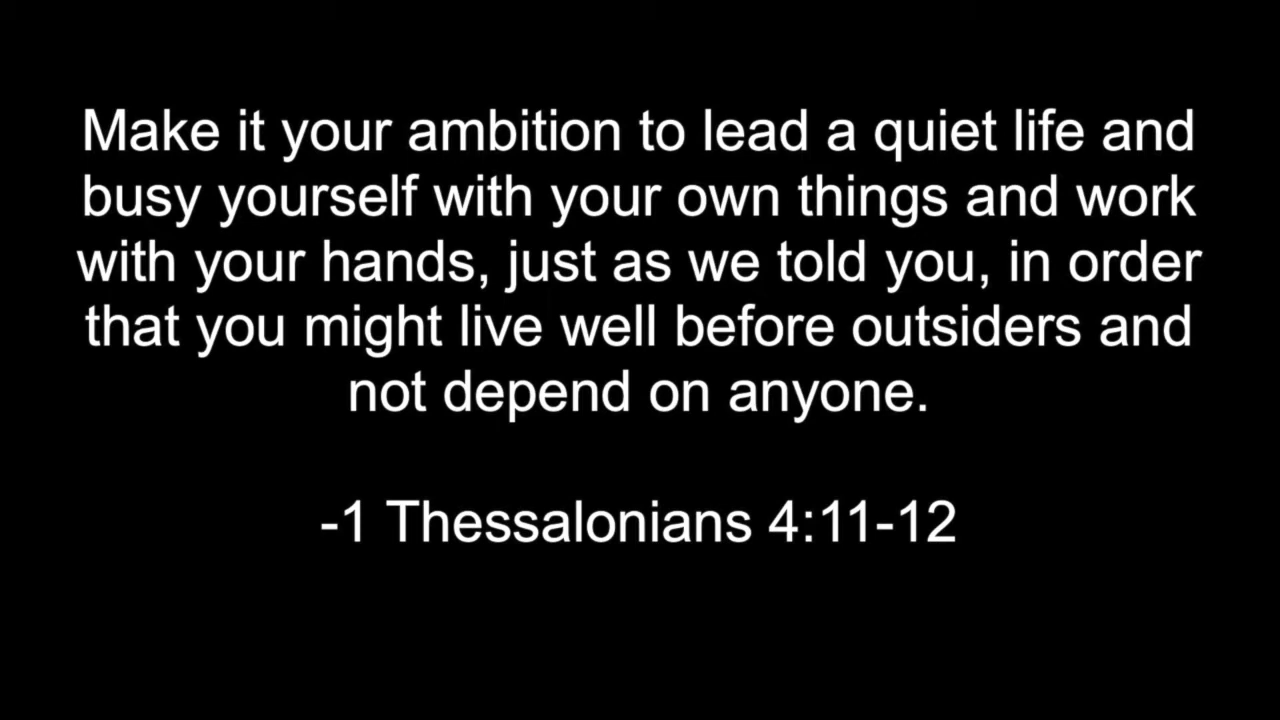 Make it your ambition to lead a quiet life and
busy yourself with your own things and work
with your hands, just as we told you, in order
that you might live well before outsiders and
not depend on anyone.
-1 Thessalonians 4:11-12